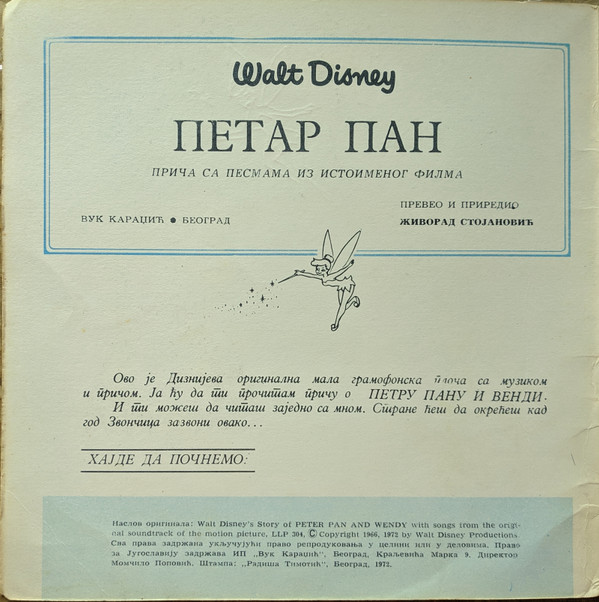 Walt Disney
ПЕТАР ПАН
ПРИЧА СА ПЕСМАМА ИЗ ИСТОИМЕНОГ ФИЛМА
ПРЕВЕО И ПРИРЕДИО
ВУК КАРАЏИЋ ● БЕОГРАД
ЖИВОРАД СТОЈАНОВИЋ
Ово је Дизнијева оригинална мала грамофонска плоча са музиком
и причом. Ја ћу да ти прочитам причу о ПЕТРУ ПАНУ И ВЕНДИ.
И ти можеш да читаш заједно са мном. Стране ћеш да окрећеш кад
год Звончица зазвони овако...
ХАЈДЕ ДА ПОЧНЕМО:
Наслов оригинала: Walt Disney's Story of PETER PAN AND WENDY with songs from the origi-
nal soundtrack of the motion picture, LLP 304, © Copyright 1966, 1972 by Walt Disney Productions
Сва права задржана укључујући право репродуковања у целини или у деловима. Право
за Југославију задржава ИП „Вук Караџић", Београд, Краљевића Марка 9. Директор
Момчило Поповић. Штампа: „Радиша Тимотић", Београд, 1972.